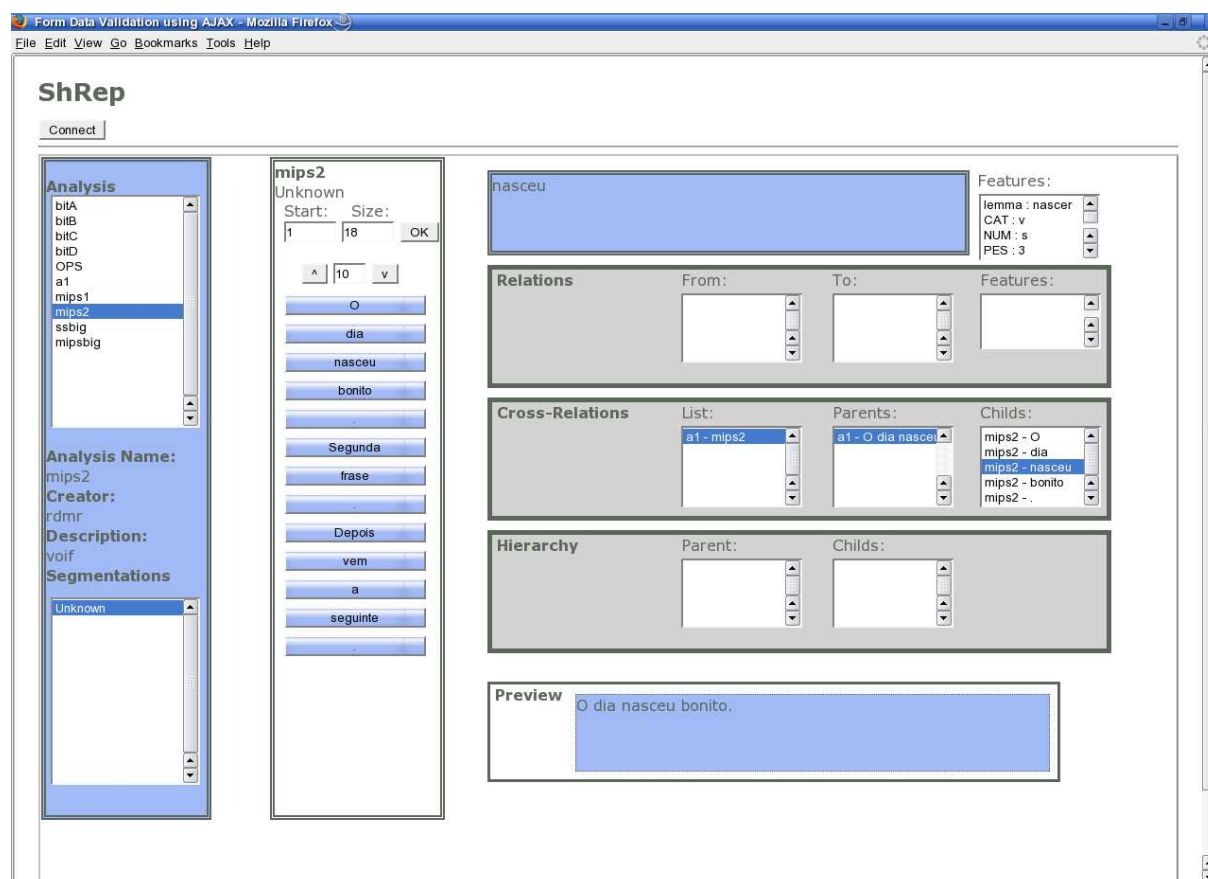 Form Data Validation using AJAX - Mozilla Firefox
File Edit View Go Bookmarks Tools Help
ShRep
Connect
Analysis
bitA
bitB
bitC
bitD
OPS
a1
mips1
mips2
ssbig
mipsbig
Analysis Name:
mips2
Creator:
rdmr
Description:
voif
Segmentations
Unknown
mips2
Unknown
Start: Size:
1 18 OK
^ 10 v
O
dia
nasceu
bonito
.
Segunda
frase
.
Depois
vem
a
seguinte
.
nasceu
Features:
lemma : nascer
CAT : v
NUM : s
PES : 3
Relations From: To: Features:
Cross-Relations List: Parents: Childs:
a1 - mips2
a1 - O dia nasceu
mips2 - O
mips2 - dia
mips2 - nasceu
mips2 - bonito
mips2 - .
Hierarchy Parent: Childs:
Preview
O dia nasceu bonito.